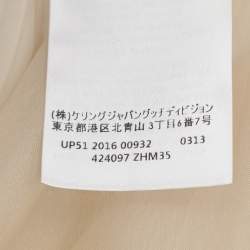 (株)ケリングジャパングッチディビジョン
東京都港区北青山3丁目6番7号
UP51 2016 00932 0313
424097 ZHM35